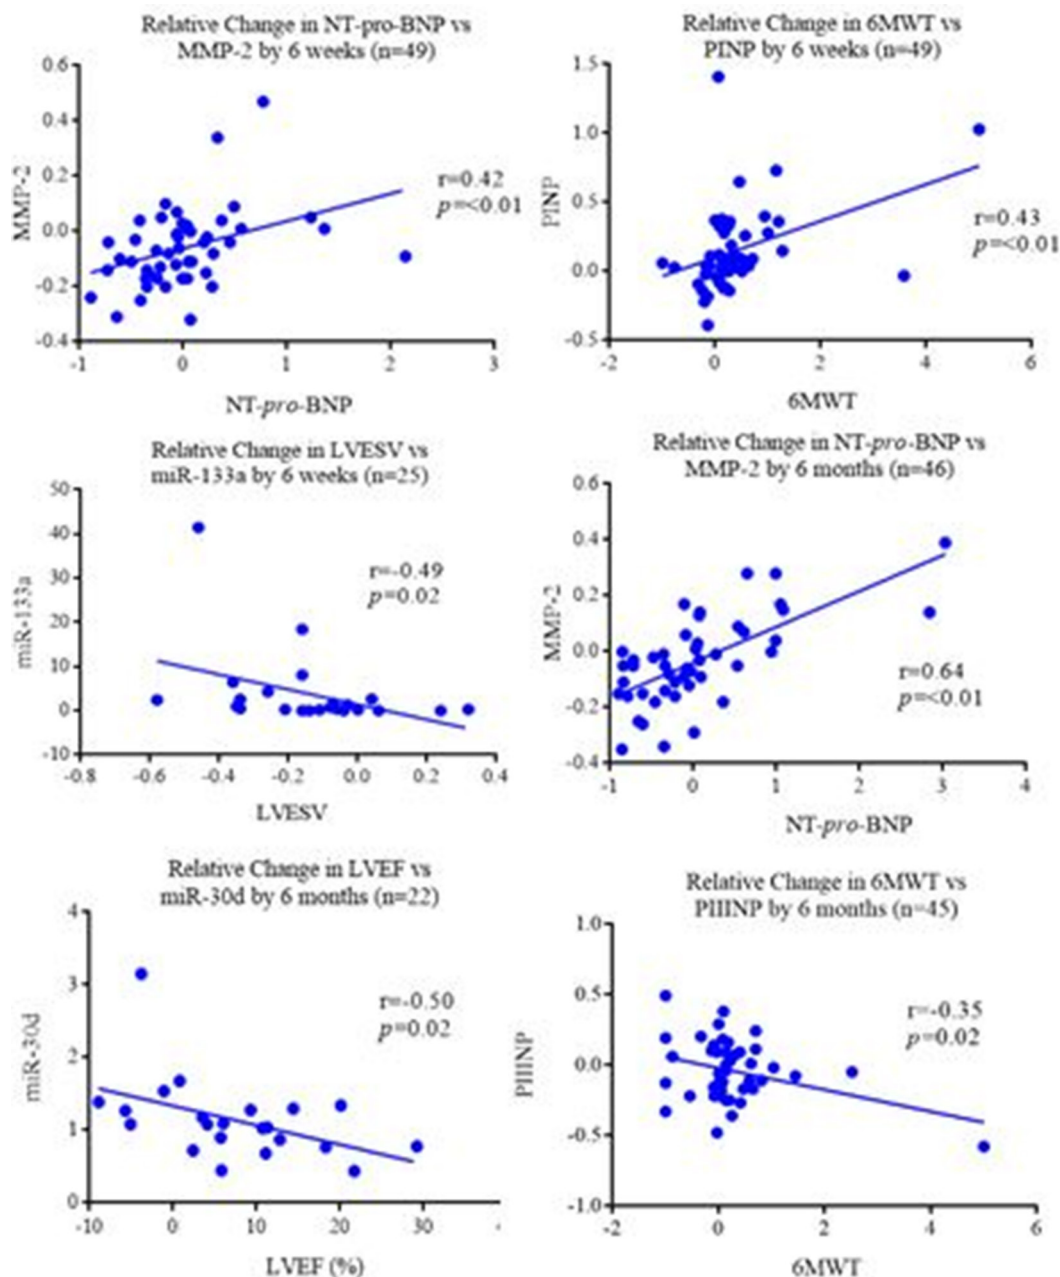 Relative Change in NT-pro-BNP vs
MMP-2 by 6 weeks (n=49)
0.6
0.4
0.2
0.0
-0.2
-0.4
MMP-2
r=0.42
p=<0.01
-1 0 1 2 3
NT-pro-BNP
Relative Change in 6MWT vs
PINP by 6 weeks (n=49)
1.5
1.0
0.5
0.0
-0.5
PINP
r=0.43
p=<0.01
-2 0 2 4 6
6MWT
Relative Change in LVESV vs
miR-133a by 6 weeks (n=25)
50
40
30
20
10
0
-10
miR-133a
r=-0.49
p=0.02
-0.8 -0.6 -0.4 -0.2 0.0 0.2 0.4
LVESV
Relative Change in NT-pro-BNP vs
MMP-2 by 6 months (n=46)
0.6
0.4
0.2
0.0
-0.2
-0.4
MMP-2
r=0.64
p=<0.01
-1 0 1 2 3 4
NT-pro-BNP
Relative Change in LVEF vs
miR-30d by 6 months (n=22)
4
3
2
1
0
miR-30d
r=-0.50
p=0.02
-10 0 10 20 30
LVEF (%)
Relative Change in 6MWT vs
PIIINP by 6 months (n=45)
1.0
0.5
0.0
-0.5
-1.0
PIIINP
r=-0.35
p=0.02
-2 0 2 4 6
6MWT